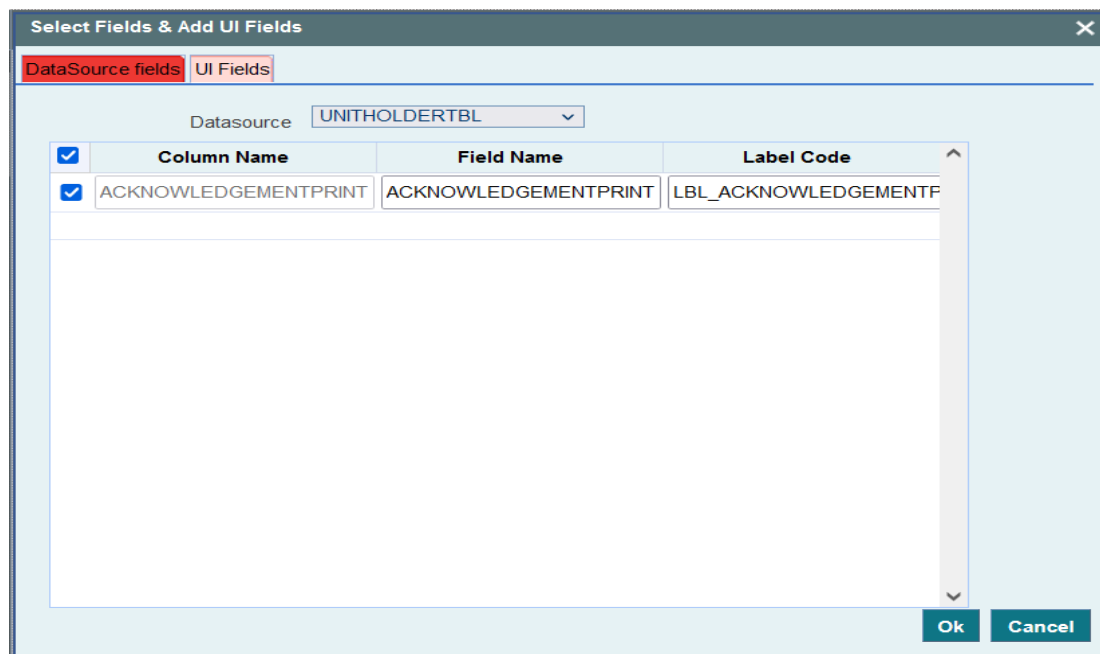 Select Fields & Add UI Fields
DataSource fields UI Fields
Datasource UNITHOLDERTBL
Column Name Field Name Label Code
ACKNOWLEDGEMENTPRINT ACKNOWLEDGEMENTPRINT LBL_ACKNOWLEDGEMENTP
Ok Cancel